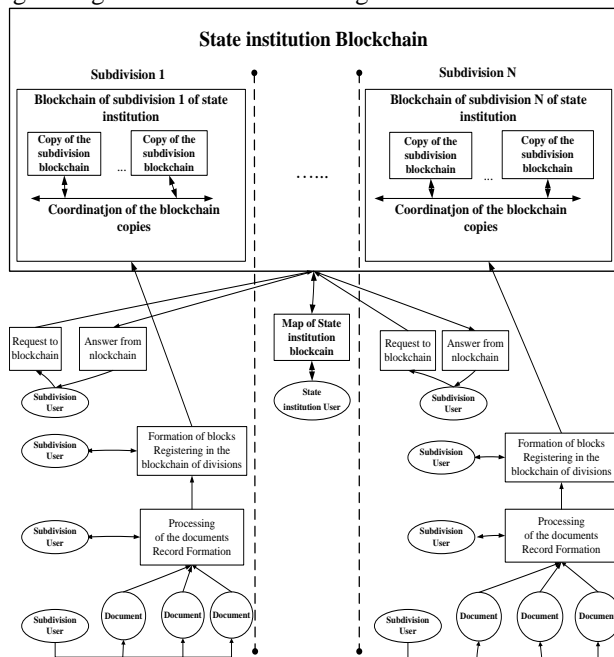 State institution Blockchain
Subdivision 1
Blockchain of subdivision 1 of state
institution
Copy of the
subdivision
blockchain
...
Copy of the
subdivision
blockchain
Coordinatjon of the blockchain
copies
…...
Subdivision N
Blockchain of subdivision N of state
institution
Copy of the
subdivision
blockchain
...
Copy of the
subdivision
blockchain
Coordinatjon of the blockchain
copies
Request to
blockchain
Answer from
nlockchain
Subdivision
User
Map of State
institution
blockcain
State
institution User
Request to
blockchain
Answer from
nlockchain
Subdivision
User
Subdivision
User
Formation of blocks
Registering in the
blockchain of divisions
Subdivision
User
Formation of blocks
Registering in the
blockchain of divisions
Subdivision
User
Processing
of the documents
Record Formation
Subdivision
User
Processing
of the documents
Record Formation
Subdivision
User
Document
Document
Document
Subdivision
User
Document
Document
Document